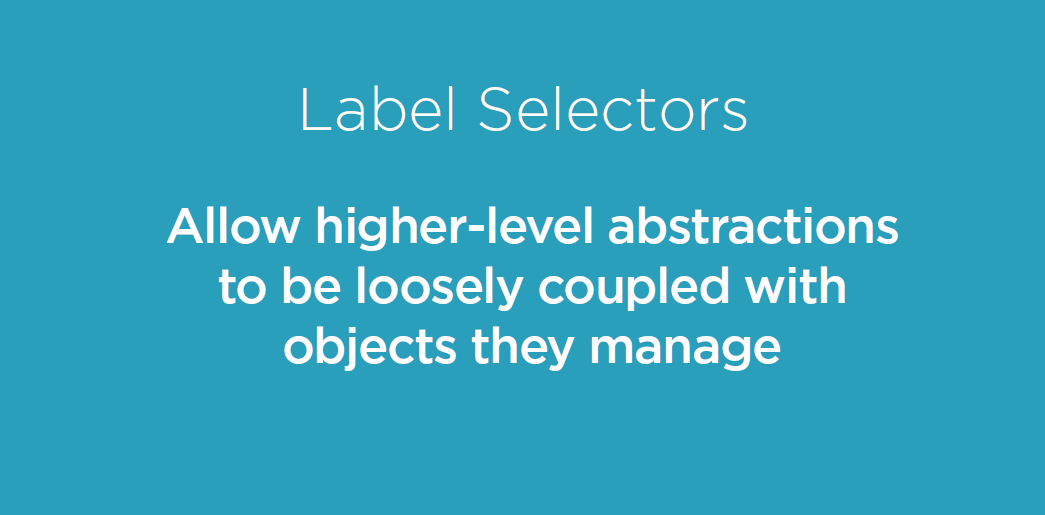 Label Selectors
Allow higher-level abstractions
to be loosely coupled with
objects they manage